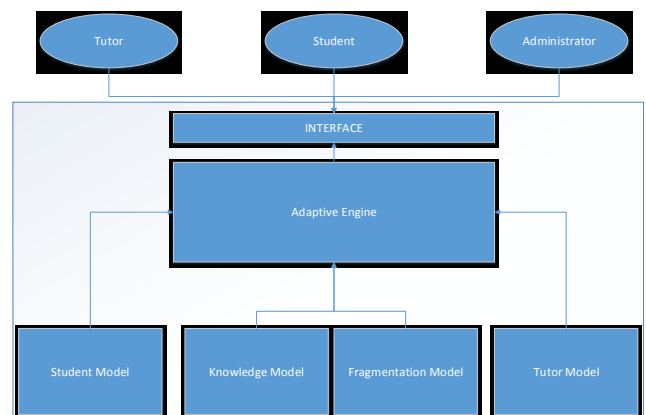 Tutor
Student
Administrator
INTERFACE
Adaptive Engine
Student Model
Knowledge Model
Fragmentation Model
Tutor Model